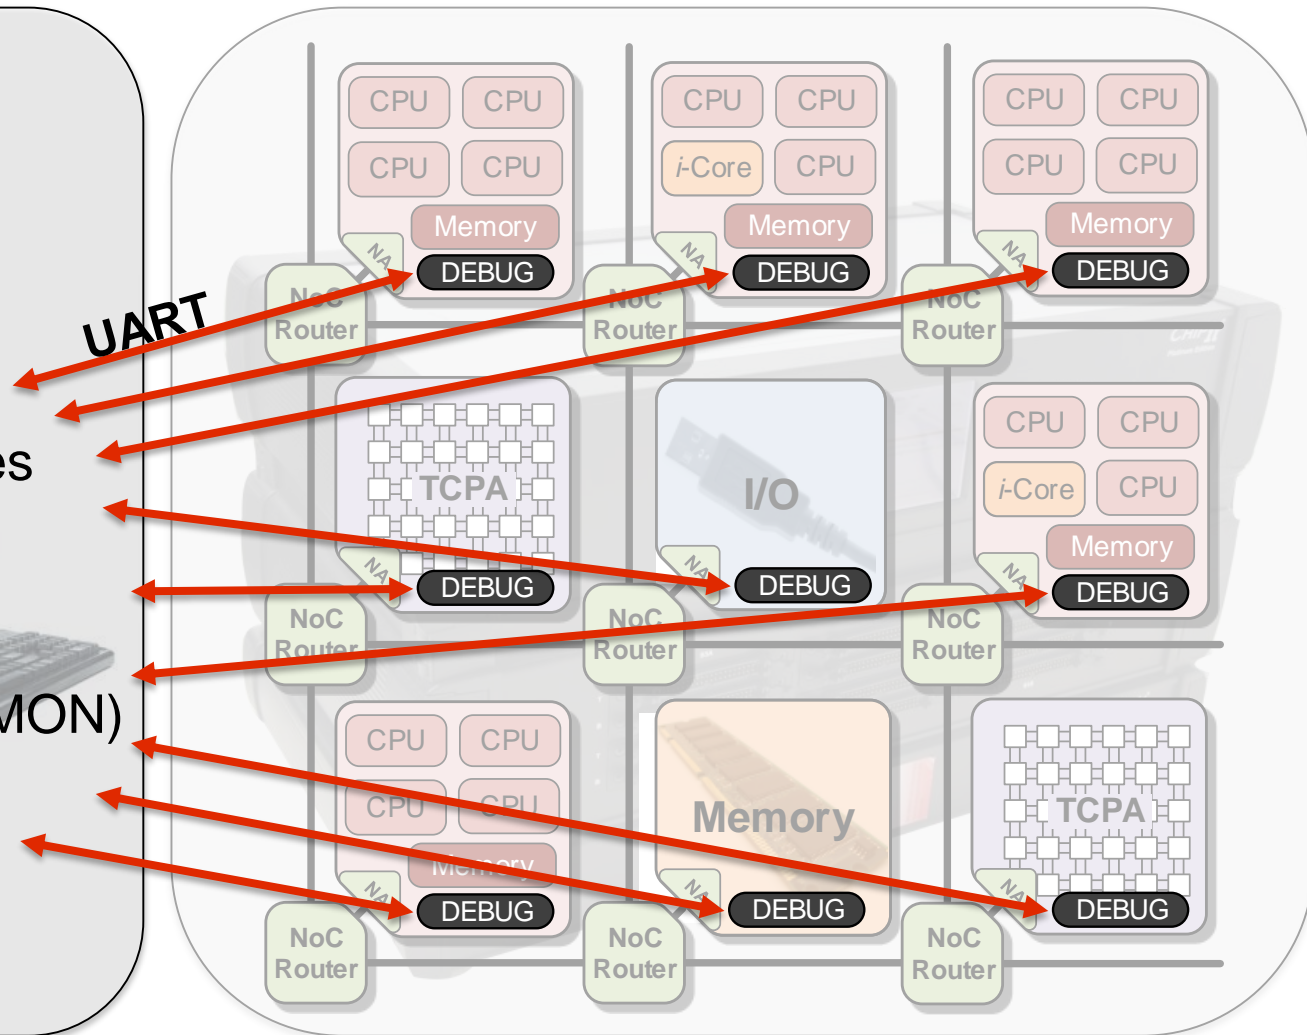 CPU CPU
CPU CPU
Memory
NA
DEBUG
NoC
Router
CPU CPU
i-Core CPU
Memory
NA
DEBUG
NoC
Router
CPU CPU
CPU CPU
Memory
NA
DEBUG
NoC
Router
UART
es
TCPA
NA
DEBUG
NoC
Router
I/O
NA
DEBUG
NoC
Router
CPU CPU
i-Core CPU
Memory
NA
DEBUG
NoC
Router
MON)
CPU CPU
CPU CPU
Memory
NA
DEBUG
NoC
Router
Memory
NA
DEBUG
NoC
Router
TCPA
NA
DEBUG
NoC
Router